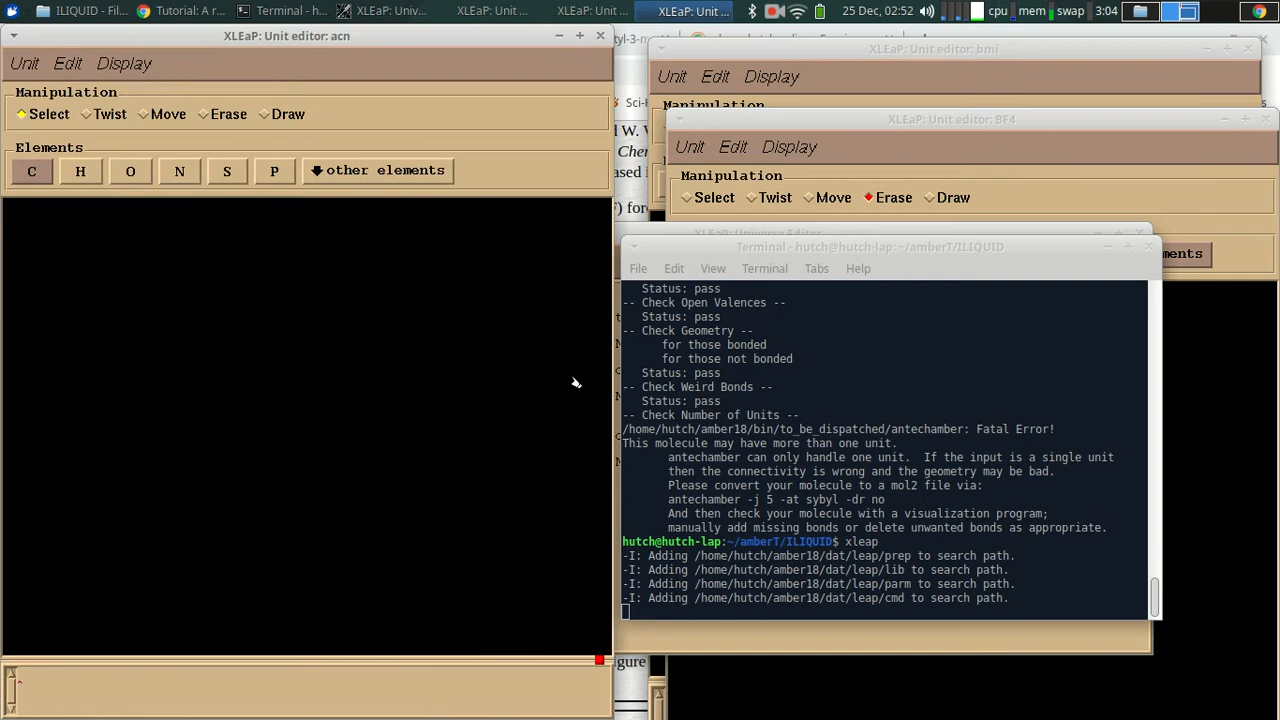 ILIQUID - Fil...
Tutorial: A r...
Terminal - h...
XLEaP: Univ...
XLEaP: Unit ...
XLEaP: Unit ...
XLEaP: Unit ...
25 Dec, 02:52
cpu
mem
swap
3:04
XLEaP: Unit editor: acn
Unit Edit Display
Manipulation
Select Twist Move Erase Draw
Elements
C H O N S P other elements
XLEaP: Unit editor: bmi
Unit Edit Display
Manipulation
XLEaP: Unit editor: BF4
Unit Edit Display
Manipulation
Select Twist Move Erase Draw
ments
XLEaP: Universe Editor
Sci-
d W. W
Chem
ased i
F) forc
gure
Terminal - hutch@hutch-lap: ~/amberT/ILIQUID
File Edit View Terminal Tabs Help
Status: pass
-- Check Open Valences --
Status: pass
-- Check Geometry --
for those bonded
for those not bonded
Status: pass
-- Check Weird Bonds --
Status: pass
-- Check Number of Units --
/home/hutch/amber18/bin/to_be_dispatched/antechamber: Fatal Error!
This molecule may have more than one unit.
antechamber can only handle one unit.  If the input is a single unit
then the connectivity is wrong and the geometry may be bad.
Please convert your molecule to a mol2 file via:
antechamber -j 5 -at sybyl -dr no
And then check your molecule with a visualization program;
manually add missing bonds or delete unwanted bonds as appropriate.
hutch@hutch-lap:~/amberT/ILIQUID$ xleap
-I: Adding /home/hutch/amber18/dat/leap/prep to search path.
-I: Adding /home/hutch/amber18/dat/leap/lib to search path.
-I: Adding /home/hutch/amber18/dat/leap/parm to search path.
-I: Adding /home/hutch/amber18/dat/leap/cmd to search path.